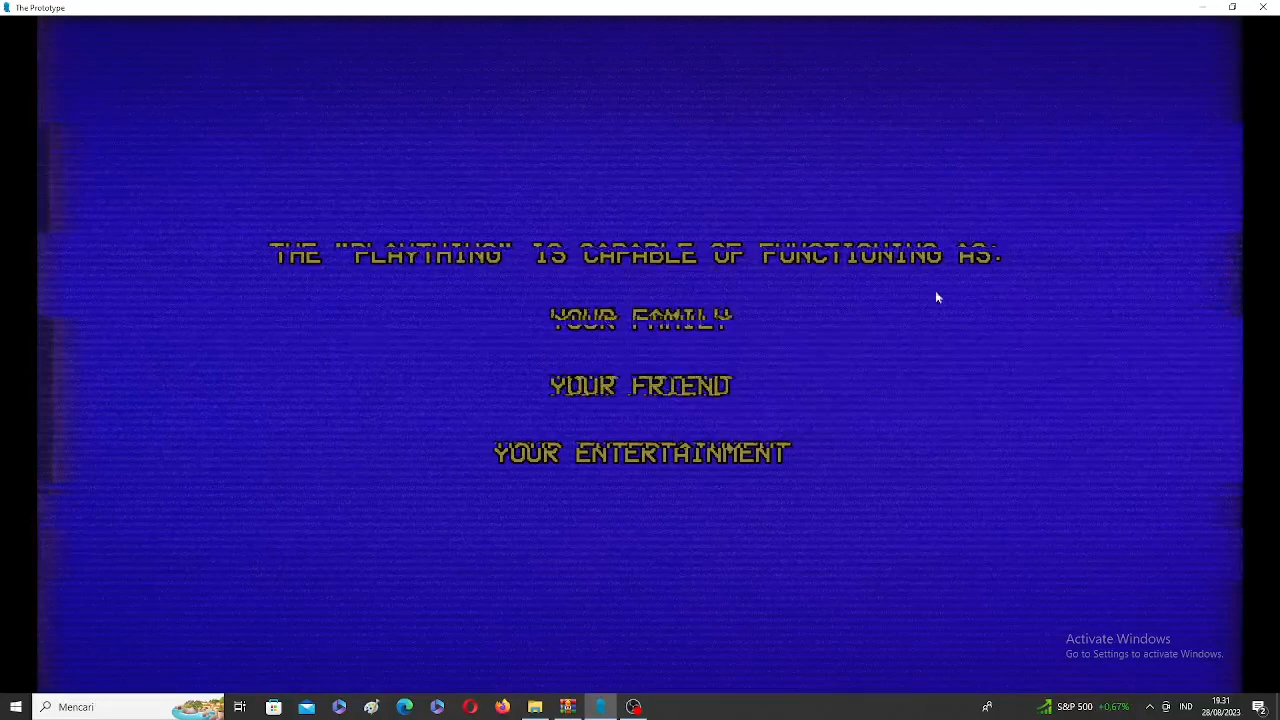 The Prototype
THE "PLAYTHING" IS CAPABLE OF FUNCTIONING AS:
YOUR FAMILY
YOUR FRIEND
YOUR ENTERTAINMENT
Activate Windows
Go to Settings to activate Windows.
Mencari
S&P 500 +0,67%
IND
19.31
28/08/2023